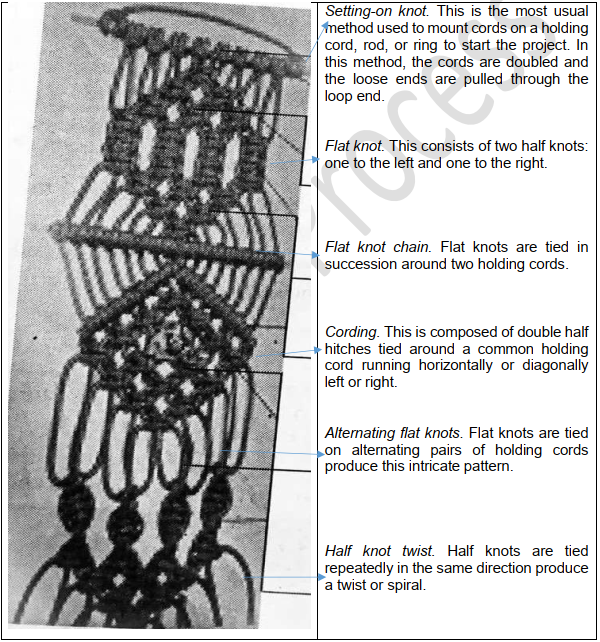 Setting-on knot. This is the most usual
method used to mount cords on a holding
cord, rod, or ring to start the project. In
this method, the cords are doubled and
the loose ends are pulled through the
loop end.
Flat knot. This consists of two half knots:
one to the left and one to the right.
Flat knot chain. Flat knots are tied in
succession around two holding cords.
Cording. This is composed of double half
hitches tied around a common holding
cord running horizontally or diagonally
left or right.
Alternating flat knots. Flat knots are tied
on alternating pairs of holding cords
produce this intricate pattern.
Half knot twist. Half knots are tied
repeatedly in the same direction produce
a twist or spiral.
Process